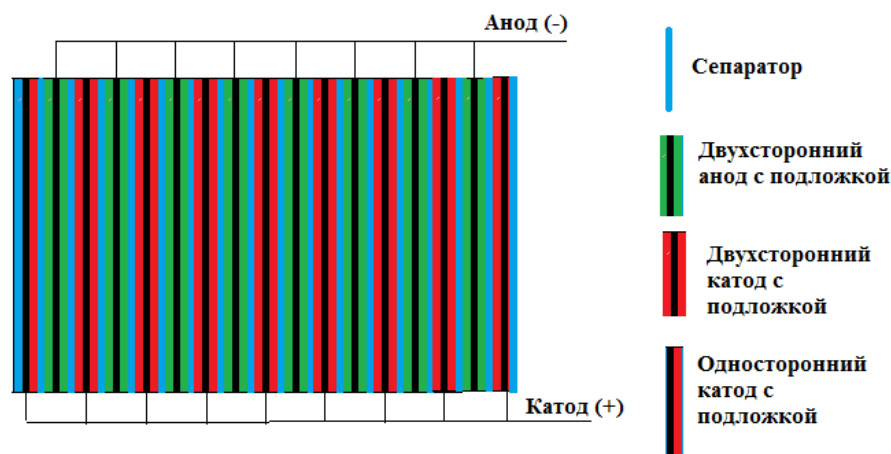 Анод (-)
Сепаратор
Двухсторонний
анод с подложкой
Двухсторонний
катод с
подложкой
Односторонний
катод с
подложкой
Катод (+)